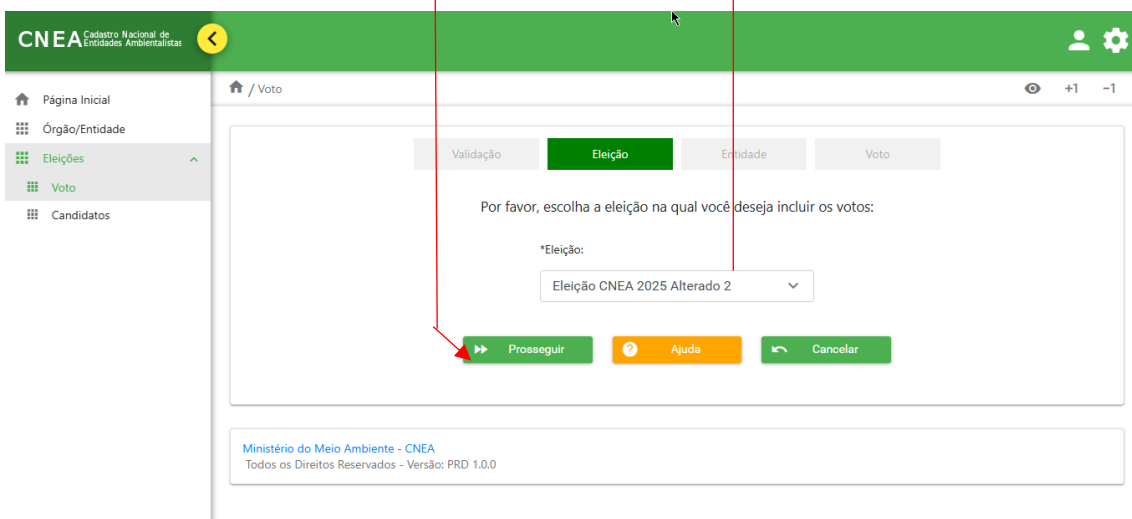 CNEA Cadastro Nacional de
Entidades Ambientalistas
Página Inicial
Órgão/Entidade
Eleições
Voto
Candidatos
/ Voto
+1 -1
Validação Eleição Entidade Voto
Por favor, escolha a eleição na qual você deseja incluir os votos:
*Eleição:
Eleição CNEA 2025 Alterado 2
Prosseguir ? Ajuda Cancelar
Ministério do Meio Ambiente - CNEA
Todos os Direitos Reservados - Versão: PRD 1.0.0